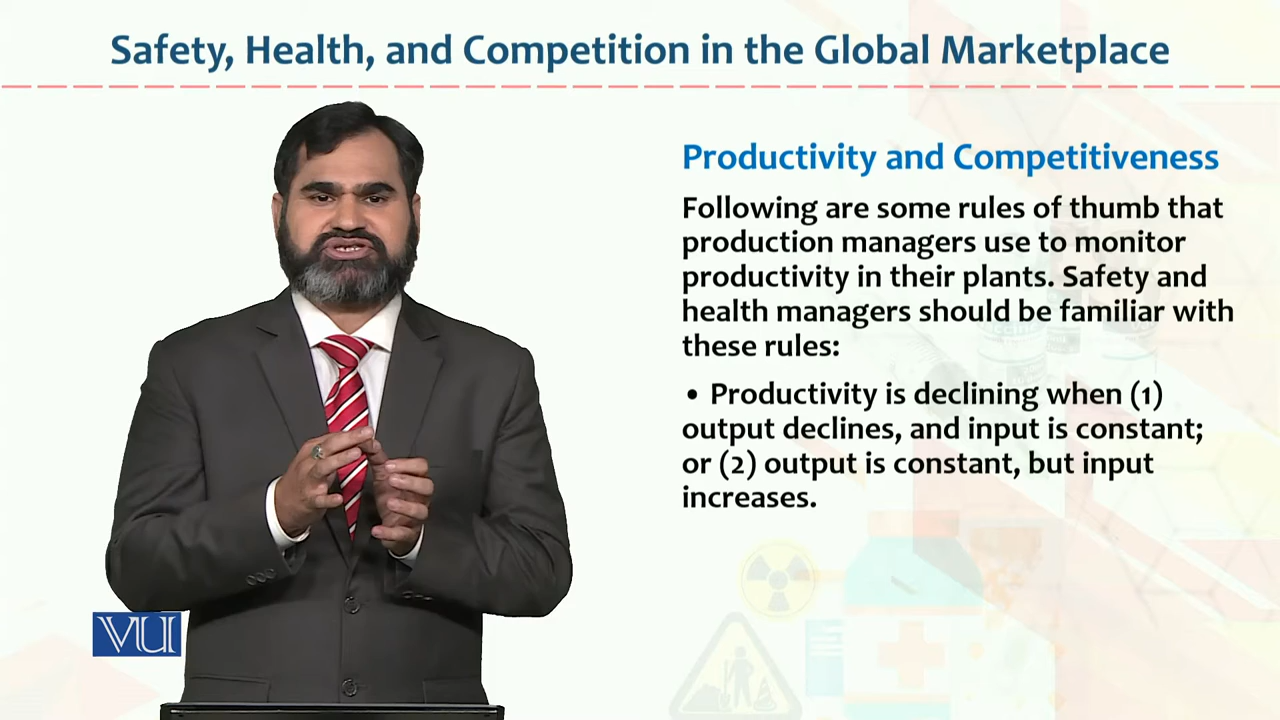 Safety, Health, and Competition in the Global Marketplace
Productivity and Competitiveness
Following are some rules of thumb that
production managers use to monitor
productivity in their plants. Safety and
health managers should be familiar with
these rules:
• Productivity is declining when (1)
output declines, and input is constant;
or (2) output is constant, but input
increases.
VU